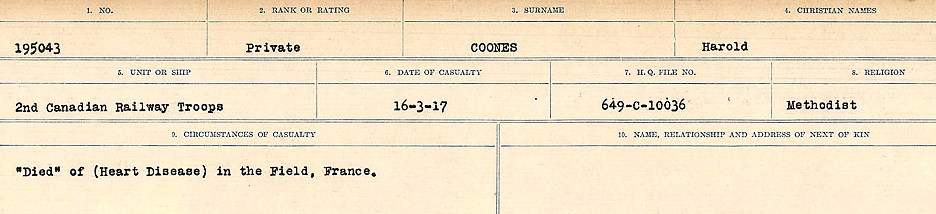 1. NO. 2. RANK OR RATING 3. SURNAME 4. CHRISTIAN NAMES
195043 Private COONES Harold
5. UNIT OR SHIP 6. DATE OF CASUALTY 7. H.Q. FILE NO. 8. RELIGION
2nd Canadian Railway Troops 16-3-17 649-C-10036 Methodist
9. CIRCUMSTANCES OF CASUALTY 10. NAME, RELATIONSHIP AND ADDRESS OF NEXT OF KIN
"Died" of (Heart Disease) in the Field, France.